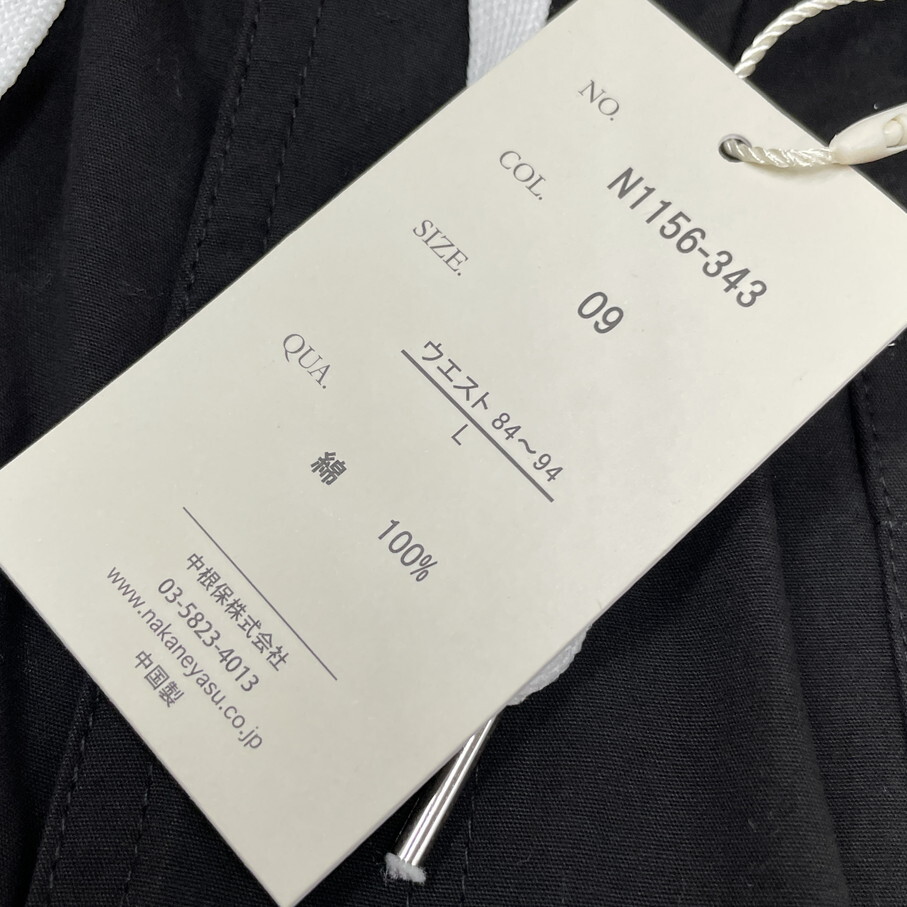 NO.
N1156-343
COL.
09
SIZE.
ウエスト 84～94
L
QUA.
綿 100%
中根保株式会社
03-5823-4013
www.nakaneyasu.co.jp
中国製